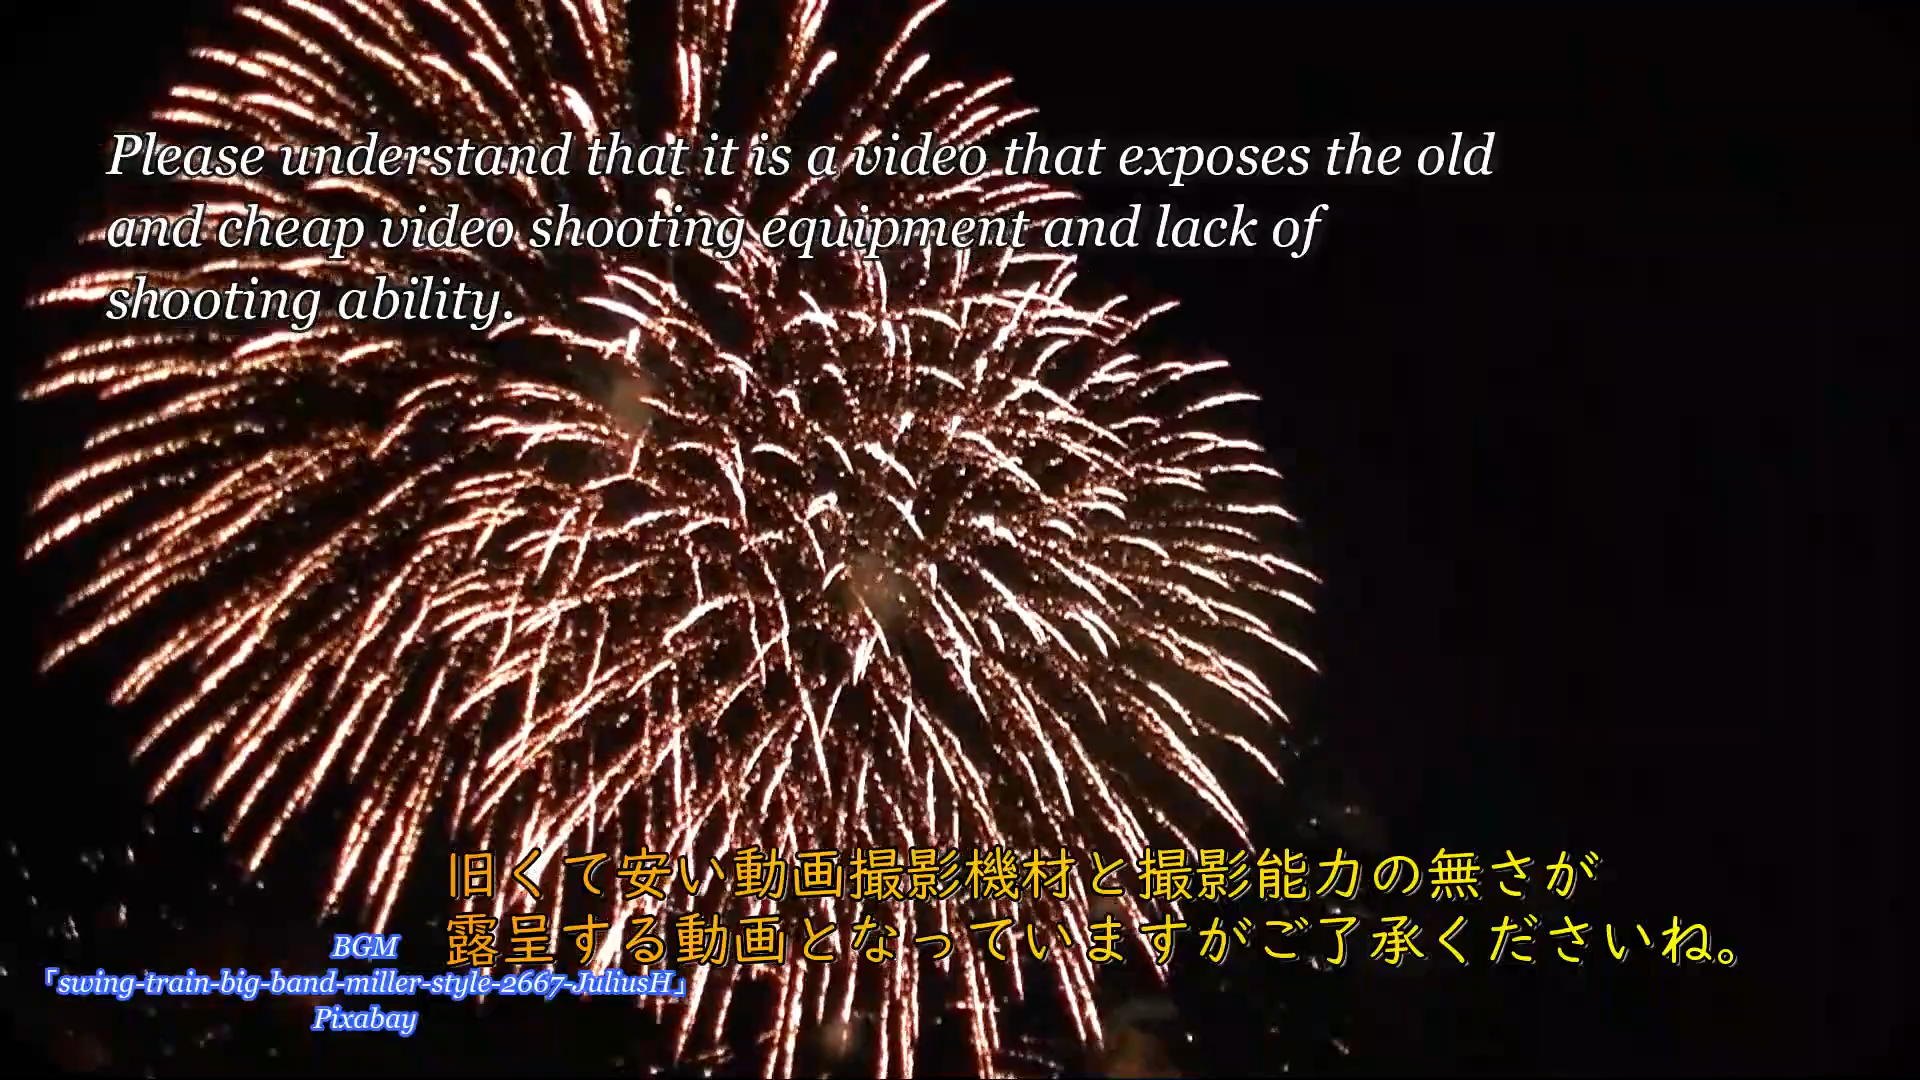 Please understand that it is a video that exposes the old
and cheap video shooting equipment and lack of
shooting ability.
旧くて安い動画撮影機材と撮影能力の無さが
露呈する動画となっていますがご了承くださいね。
BGM
「swing-train-big-band-miller-style-2667-JuliusH」
Pixabay